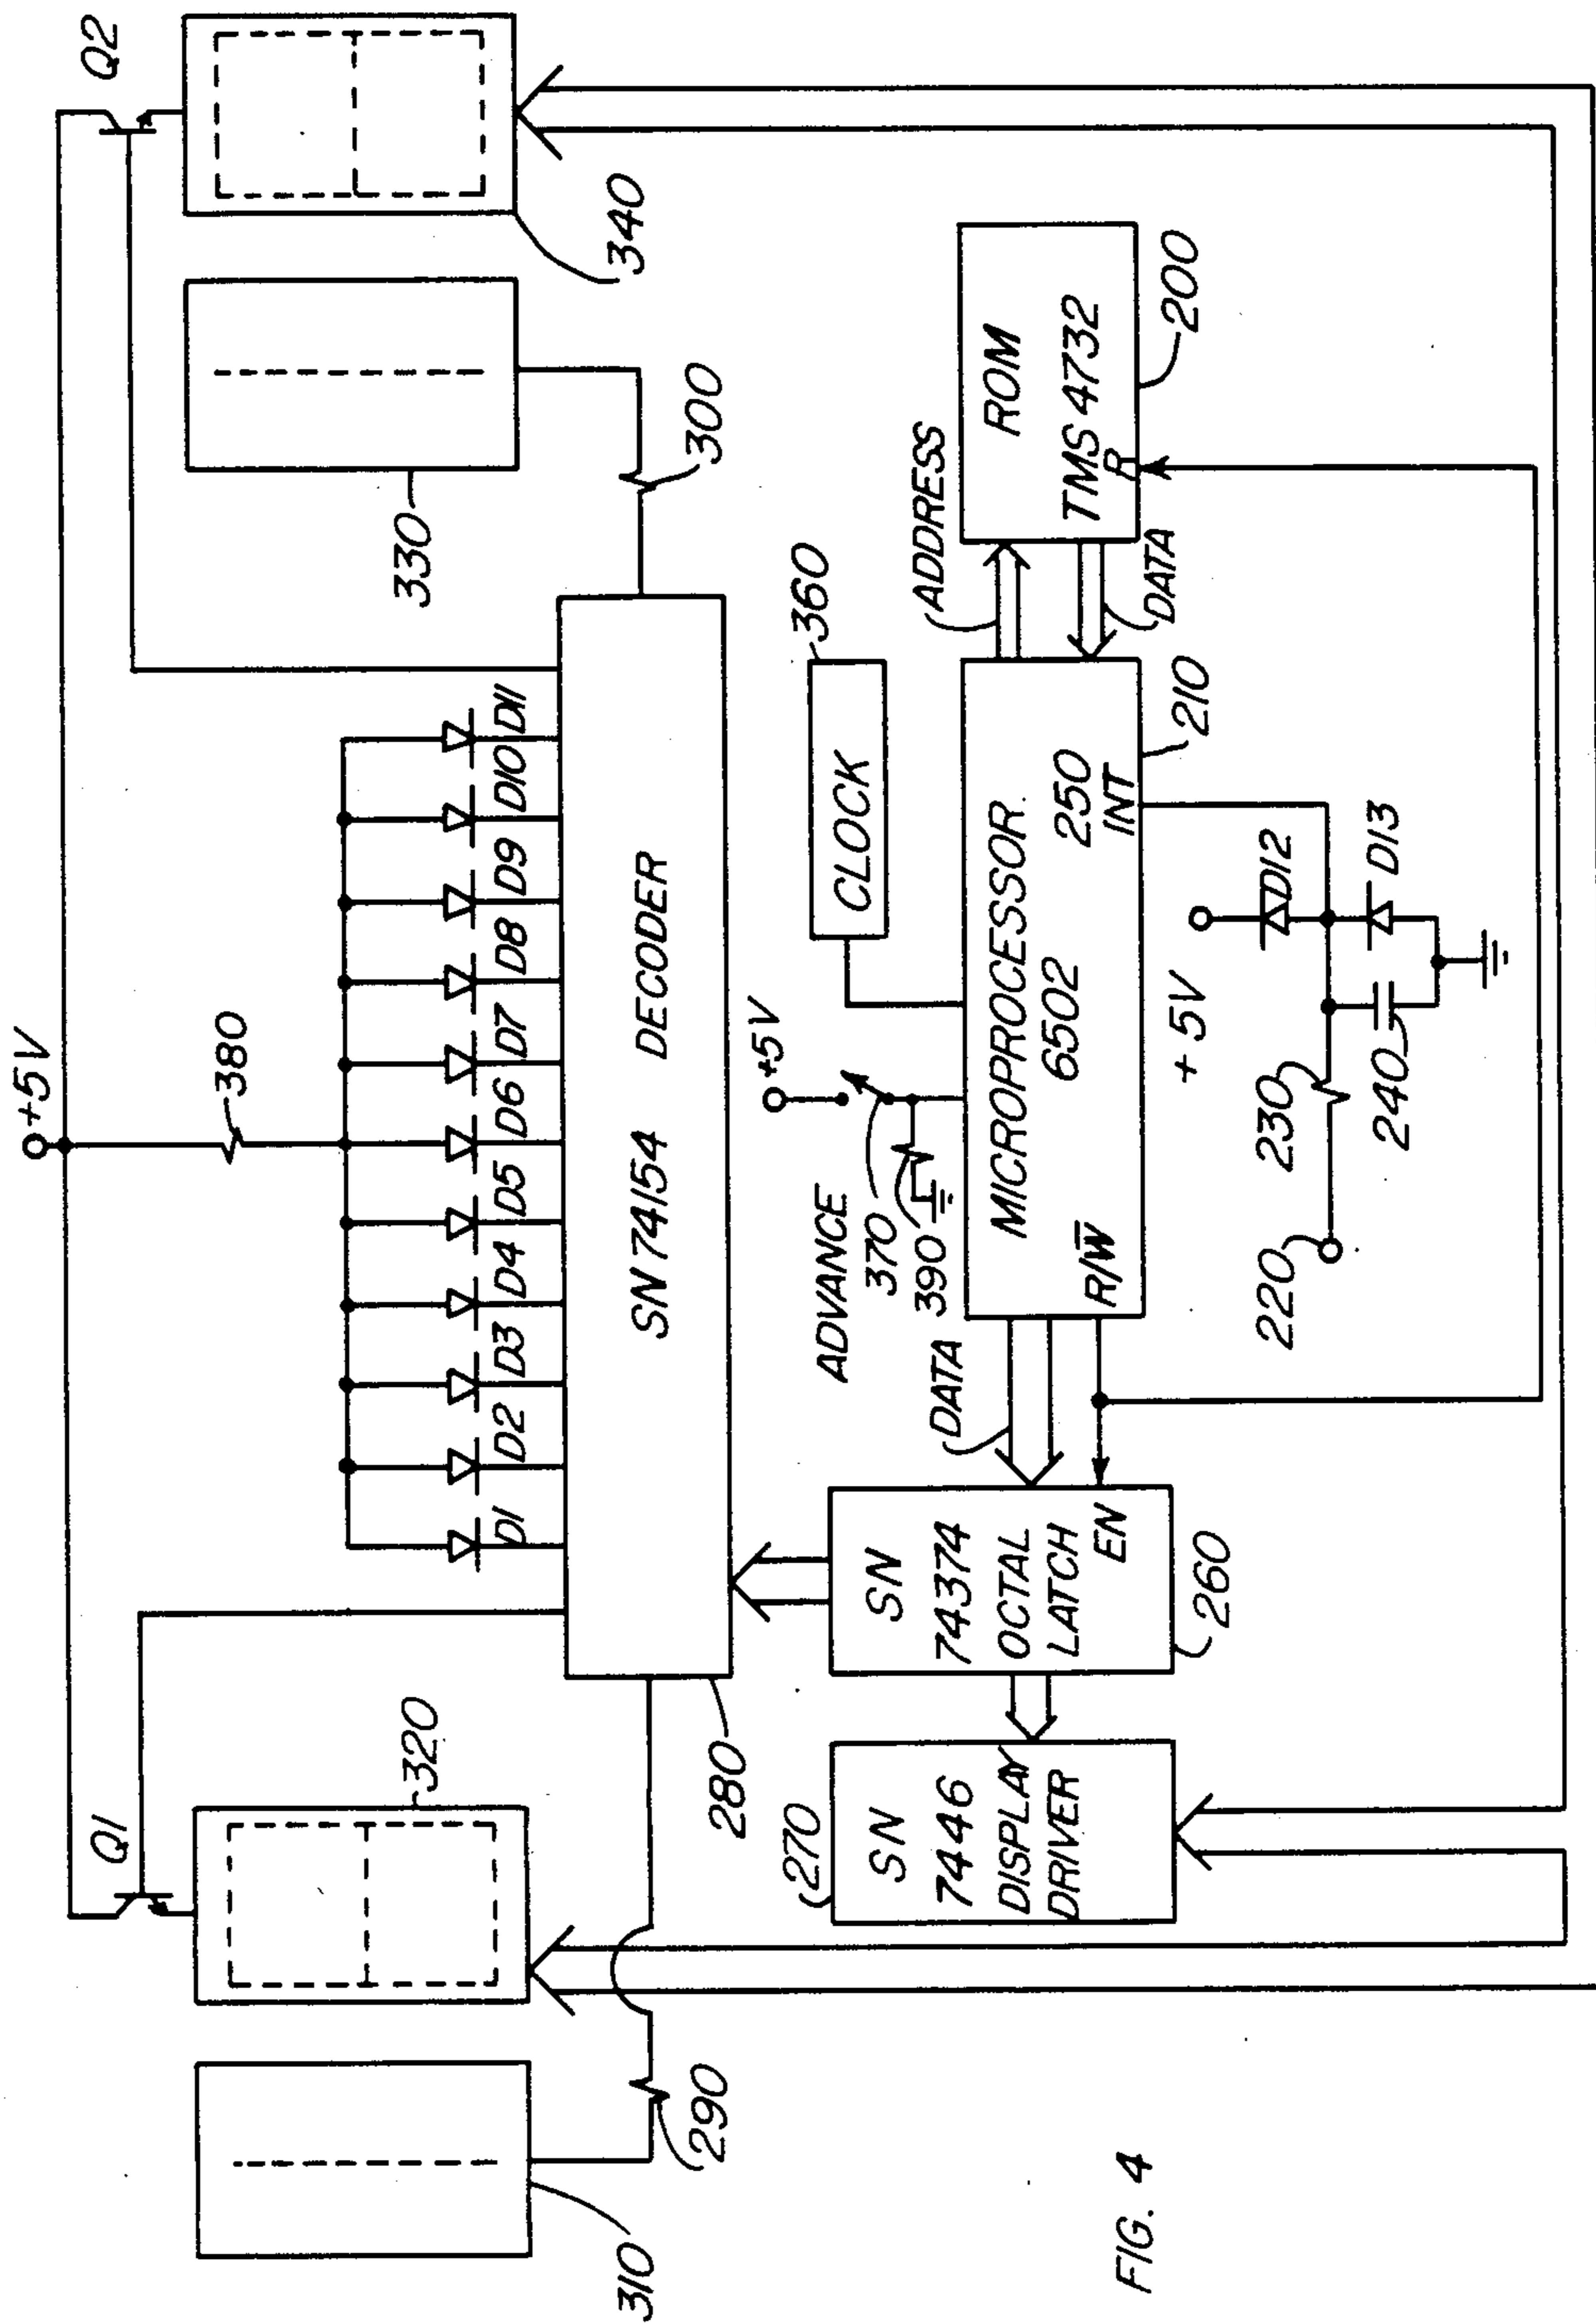 +5V
Q1
Q2
380
320
340
310
330
290
300
D1
D2
D3
D4
D5
D6
D7
D8
D9
D10
D11
SN 74154 DECODER
280
+5V
ADVANCE
370
390
360
CLOCK
270
SN
7446
DISPLAY
DRIVER
SN
74374
OCTAL
LATCH
EN
260
DATA
MICROPROCESSOR.
6502
250
INT
R/W̅
210
ADDRESS
DATA
ROM
TMS 4732
R
200
+5V
220
230
240
D12
D13
FIG. 4